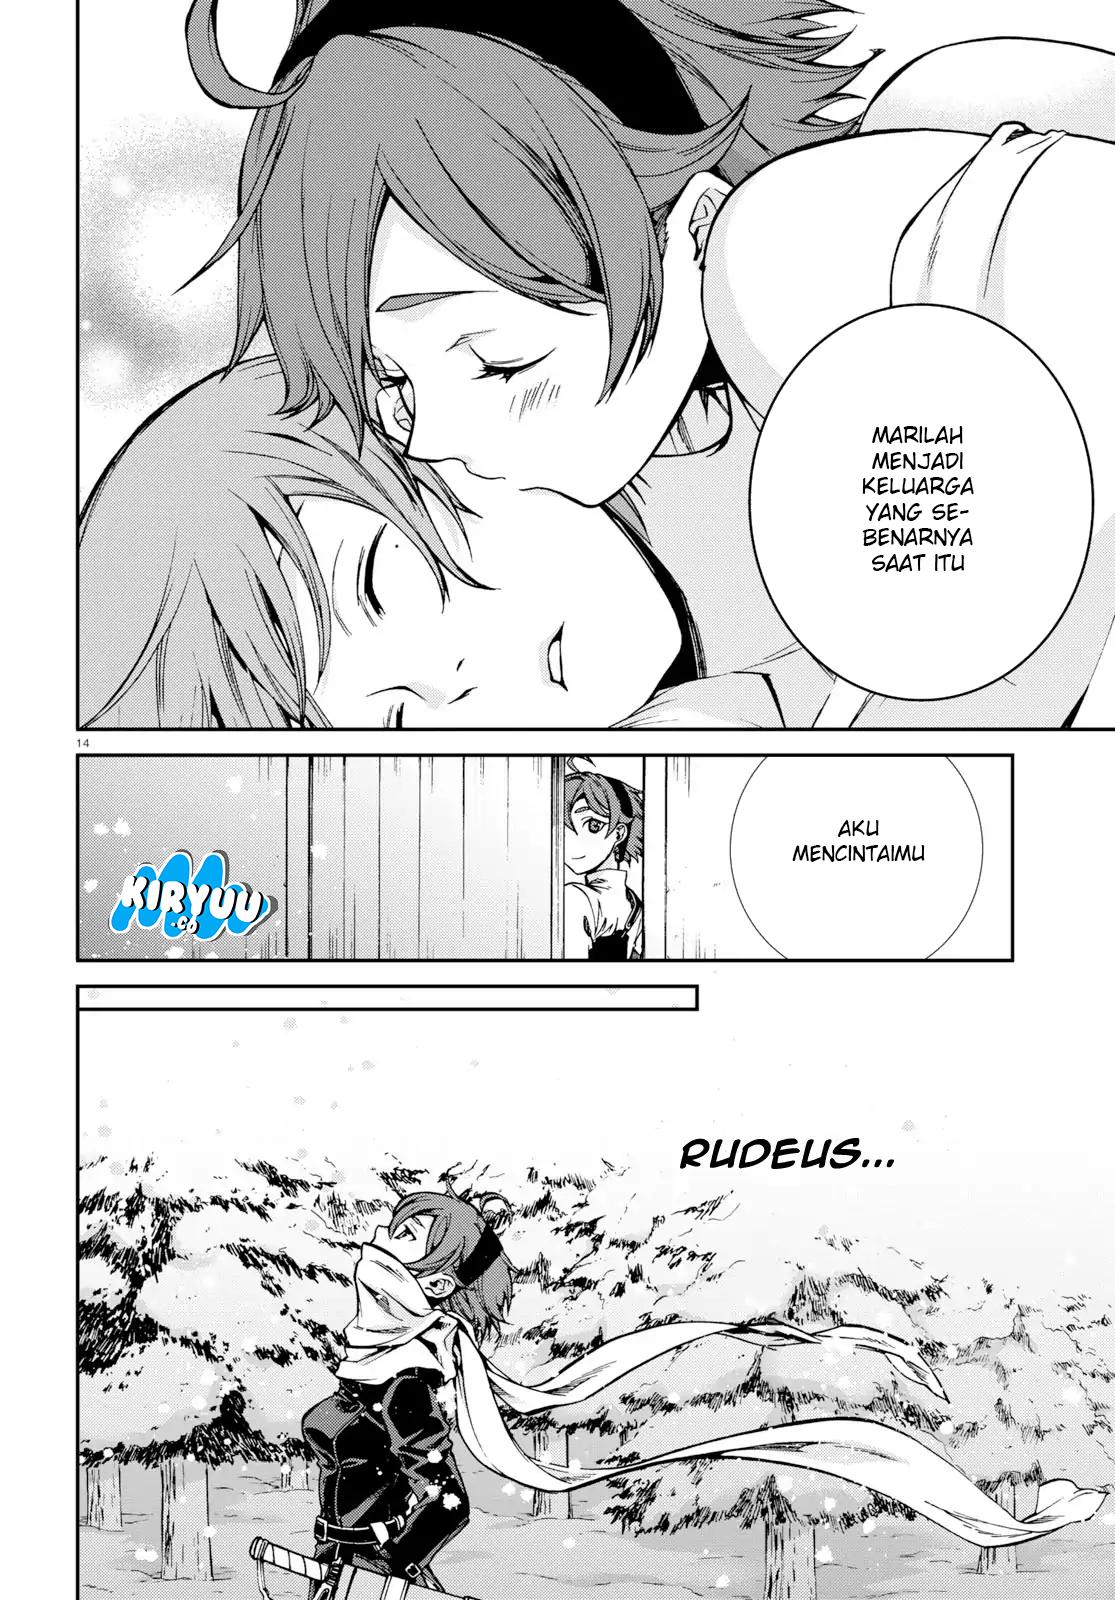 MARILAH
MENJADI
KELUARGA
YANG SE-
BENARNYA
SAAT ITU
14
AKU
MENCINTAIMU
KIRYUU
.CO
RUDEUS...